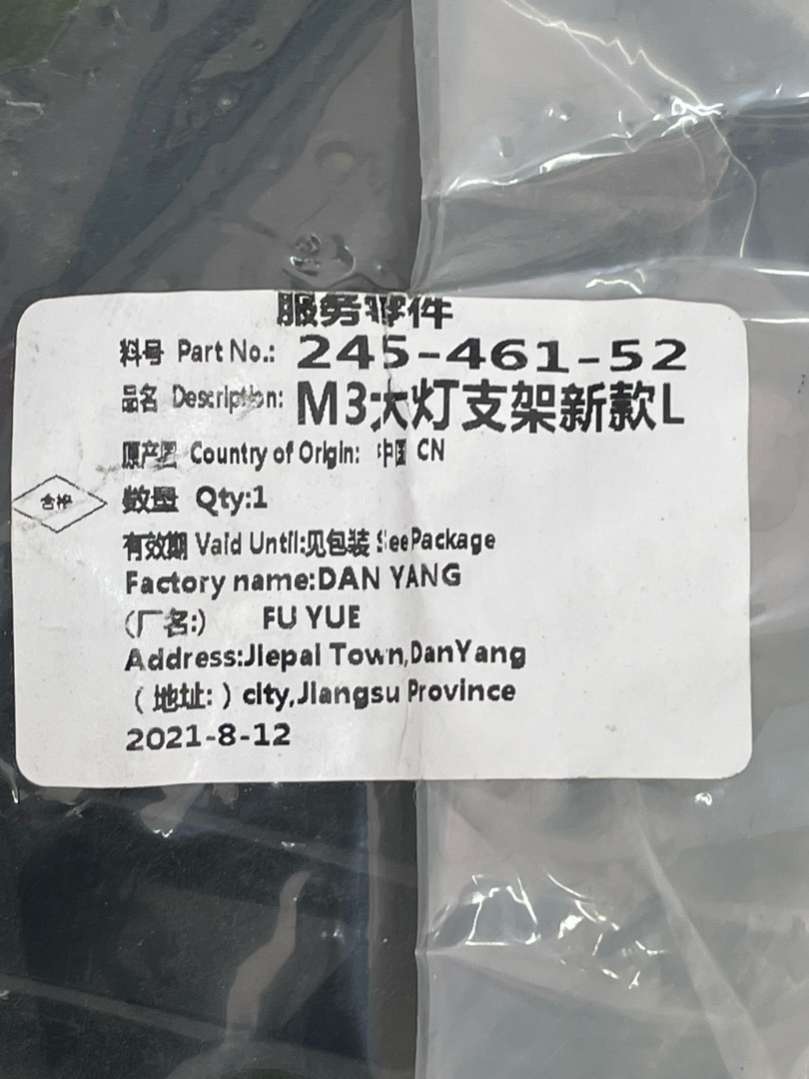 服务零件
料号 Part No.: 245-461-52
品名 Description: M3大灯支架新款L
原产国 Country of Origin: 中国 CN
合格
数量 Qty:1
有效期 Vaid Until:见包装 SeePackage
Factory name:DAN YANG
(厂名:) FU YUE
Address:Jiepai Town,DanYang
(地址:) city,Jiangsu Province
2021-8-12